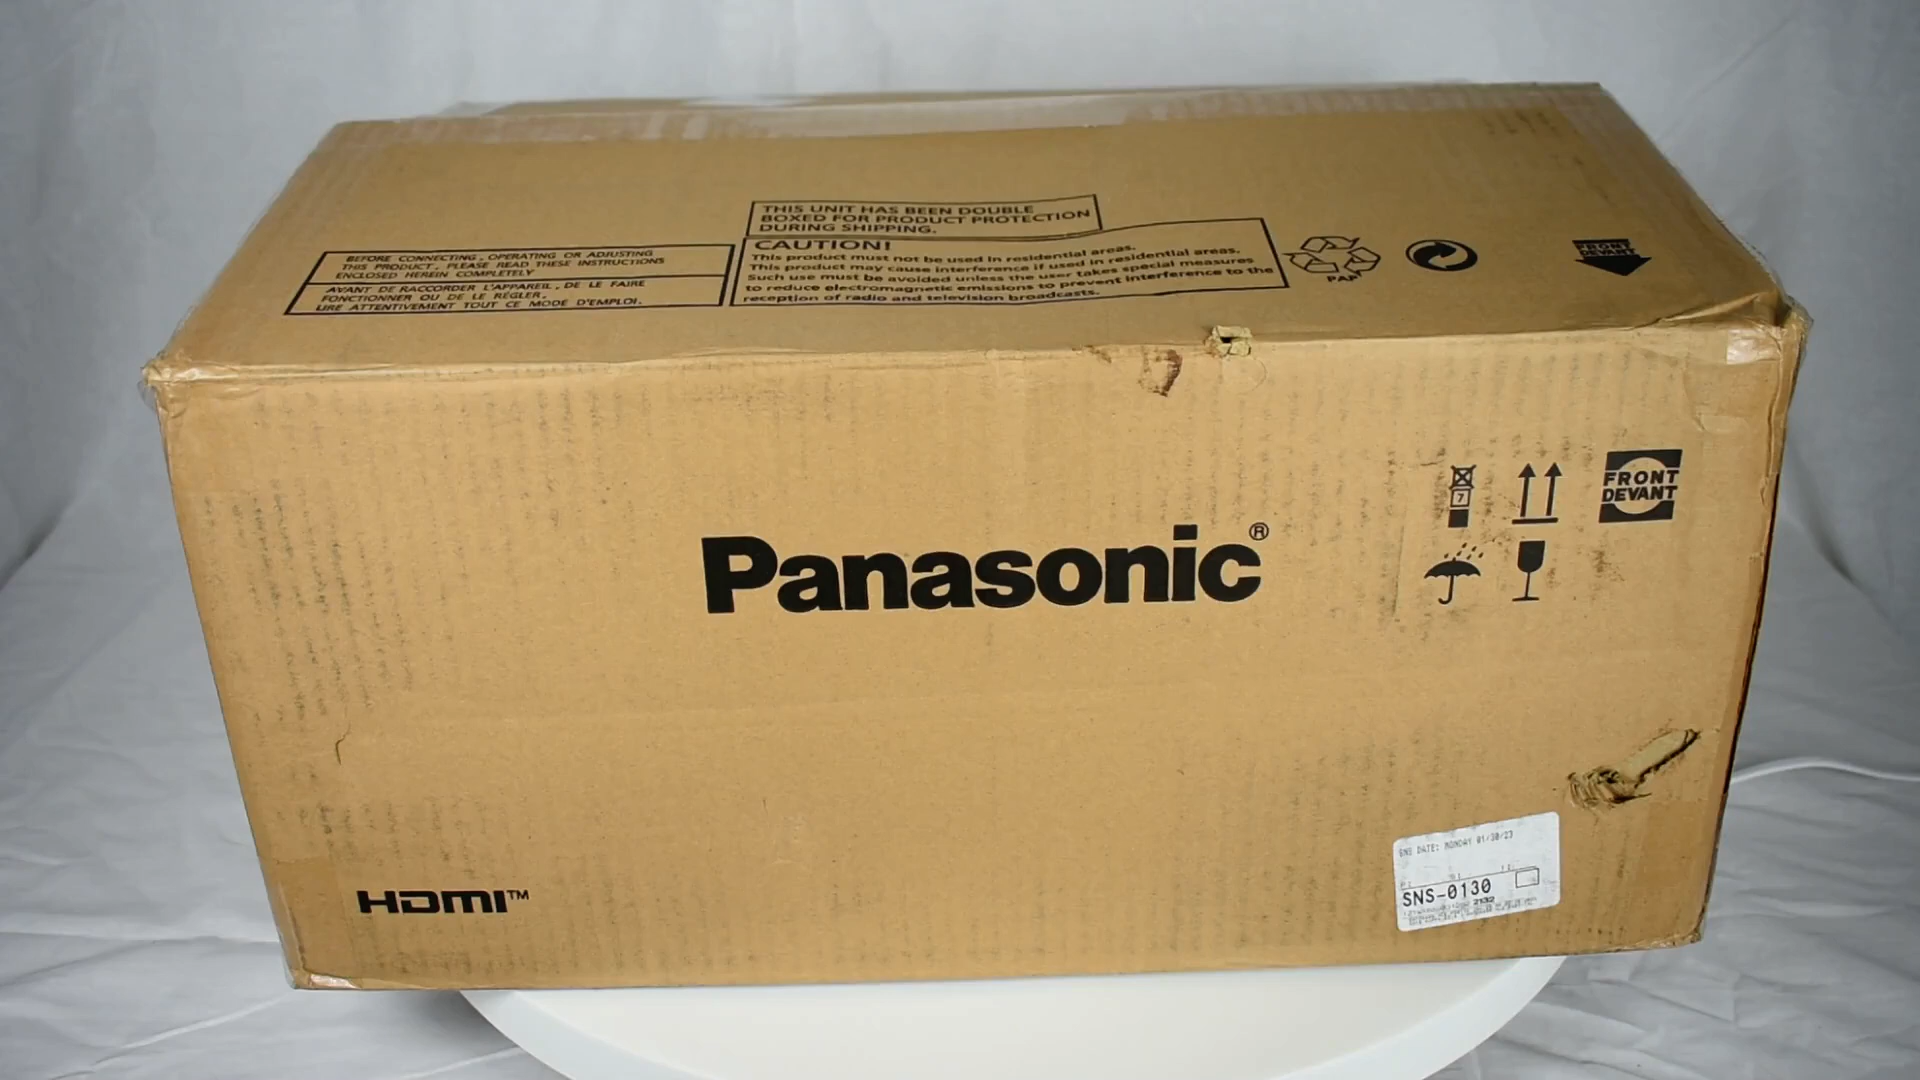 THIS UNIT HAS BEEN DOUBLE
BOXED FOR PRODUCT PROTECTION
DURING SHIPPING.
BEFORE CONNECTING, OPERATING OR ADJUSTING
THIS PRODUCT, PLEASE READ THESE INSTRUCTIONS
ENCLOSED HEREIN COMPLETELY
AVANT DE RACCORDER L'APPAREIL, DE LE FAIRE
FONCTIONNER OU DE LE RÉGLER,
LIRE ATTENTIVEMENT TOUT CE MODE D'EMPLOI.
CAUTION!
This product must not be used in residential areas.
This product may cause interference if used in residential areas.
Such use must be avoided unless the user takes special measures
to reduce electromagnetic emissions to prevent interference to the
reception of radio and television broadcasts.
PAP
FRONT
DEVANT
7
FRONT
DEVANT
Panasonic®
HDMI™
SNS DATE: MONDAY 01/30/23
SNS-0130
2132